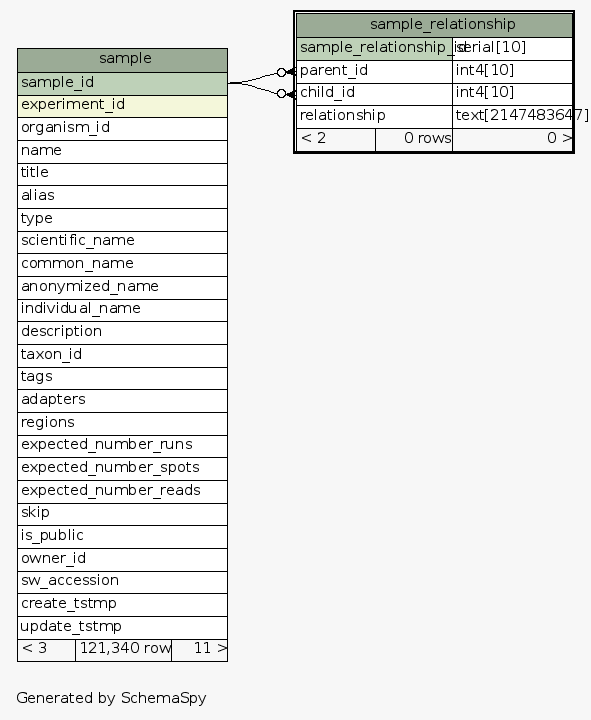 sample_relationship
sample_relationship_id serial[10]
parent_id int4[10]
child_id int4[10]
relationship text[2147483647]
< 2 0 rows 0 >
sample
sample_id
experiment_id
organism_id
name
title
alias
type
scientific_name
common_name
anonymized_name
individual_name
description
taxon_id
tags
adapters
regions
expected_number_runs
expected_number_spots
expected_number_reads
skip
is_public
owner_id
sw_accession
create_tstmp
update_tstmp
< 3 121,340 row 11 >
Generated by SchemaSpy